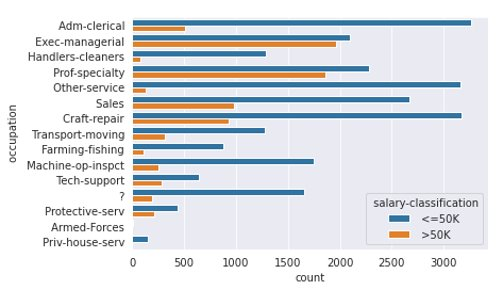 occupation
Adm-clerical
Exec-managerial
Handlers-cleaners
Prof-specialty
Other-service
Sales
Craft-repair
Transport-moving
Farming-fishing
Machine-op-inspct
Tech-support
?
Protective-serv
Armed-Forces
Priv-house-serv
salary-classification
<=50K
>50K
0 500 1000 1500 2000 2500 3000
count